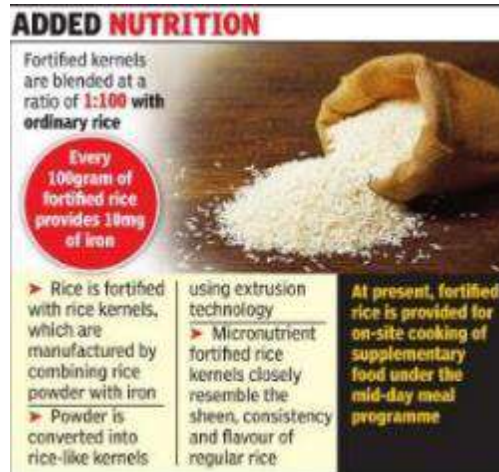 ADDED NUTRITION
Fortified kernels
are blended at a
ratio of 1:100 with
ordinary rice
Every
100gram of
fortified rice
provides 10mg
of iron
➤ Rice is fortified
with rice kernels,
which are
manufactured by
combining rice
powder with iron
➤ Powder is
converted into
rice-like kernels
using extrusion
technology
➤ Micronutrient
fortified rice
kernels closely
resemble the
sheen, consistency
and flavour of
regular rice
At present, fortified
rice is provided for
on-site cooking of
supplementary
food under the
mid-day meal
programme